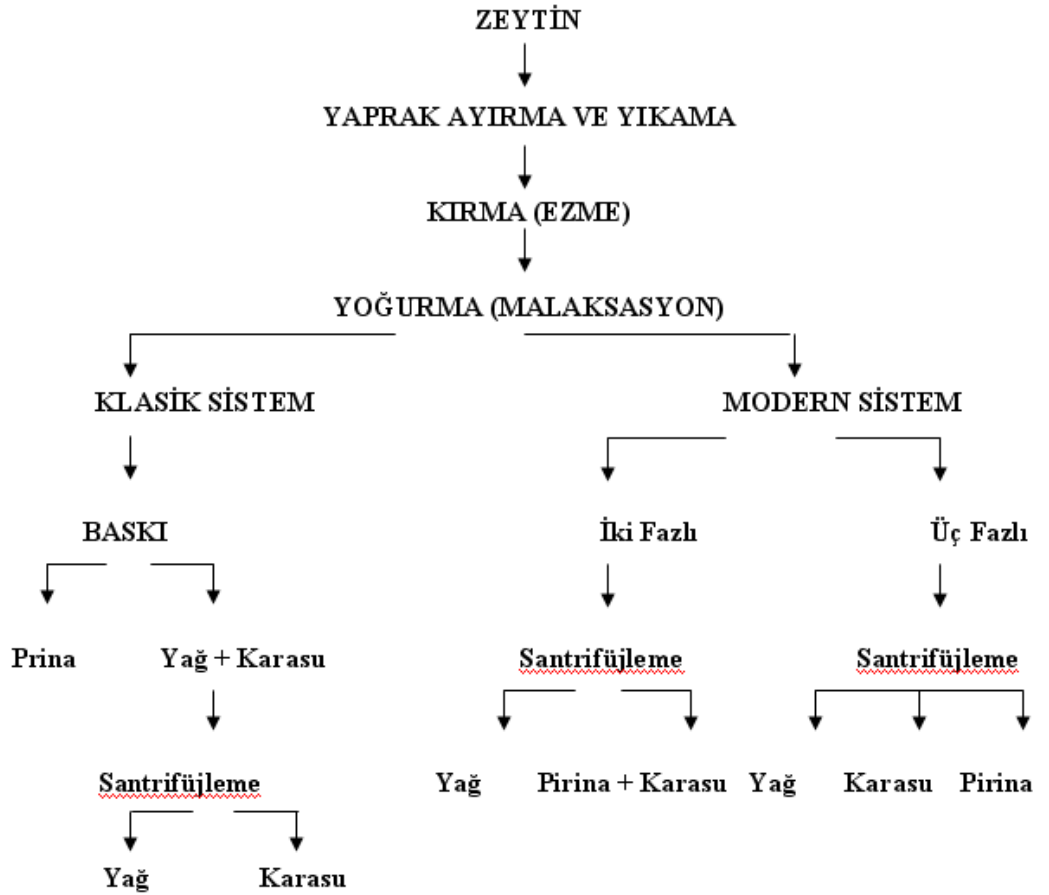 ZEYTİN
YAPRAK AYIRMA VE YIKAMA
KIRMA (EZME)
YOĞURMA (MALAKSASYON)
KLASİK SİSTEM
MODERN SİSTEM
BASKI
İki Fazlı
Üç Fazlı
Prina
Yağ + Karasu
Santrifüjleme
Santrifüjleme
Santrifüjleme
Yağ
Pirina + Karasu
Yağ
Karasu
Pirina
Yağ
Karasu